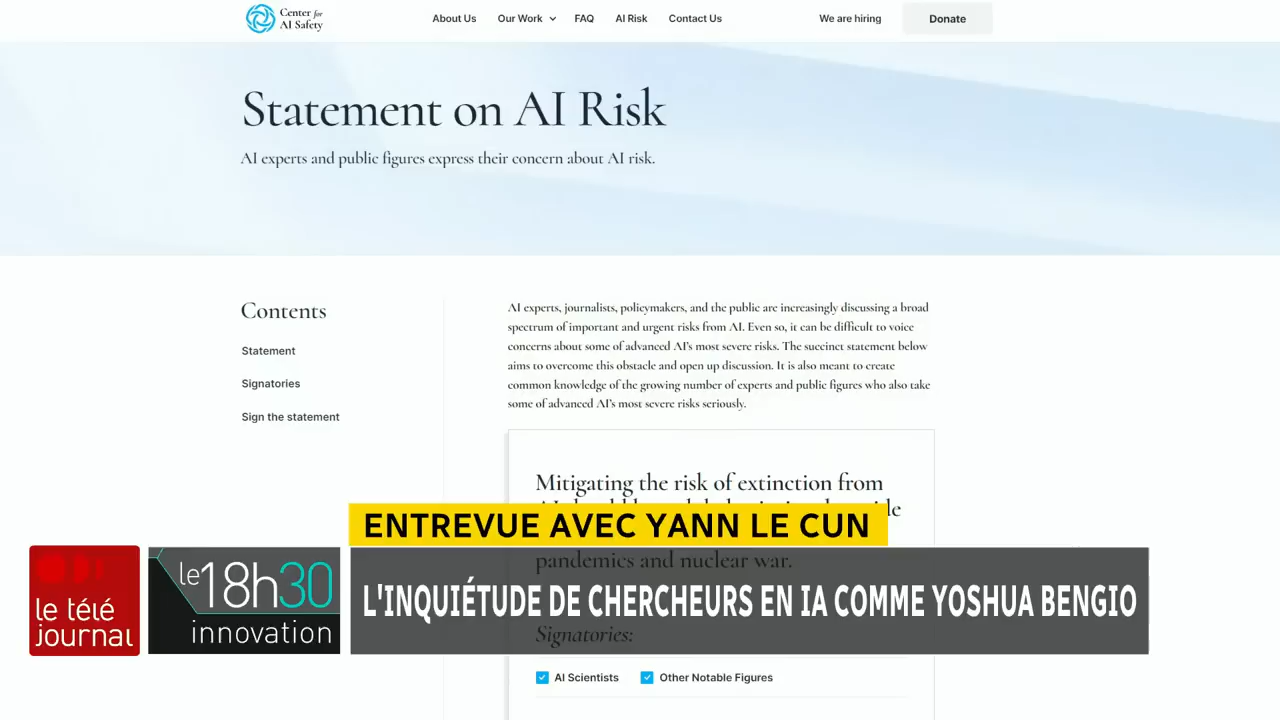 Center for
AI Safety
About Us
Our Work
FAQ
AI Risk
Contact Us
We are hiring
Donate
Statement on AI Risk
AI experts and public figures express their concern about AI risk.
Contents
Statement
Signatories
Sign the statement
AI experts, journalists, policymakers, and the public are increasingly discussing a broad
spectrum of important and urgent risks from AI. Even so, it can be difficult to voice
concerns about some of advanced AI's most severe risks. The succinct statement below
aims to overcome this obstacle and open up discussion. It is also meant to create
common knowledge of the growing number of experts and public figures who also take
some of advanced AI's most severe risks seriously.
Mitigating the risk of extinction from
pandemics and nuclear war.
Signatories:
AI Scientists
Other Notable Figures
ENTREVUE AVEC YANN LE CUN
L'INQUIÉTUDE DE CHERCHEURS EN IA COMME YOSHUA BENGIO
le télé
journal
le 18h30
innovation